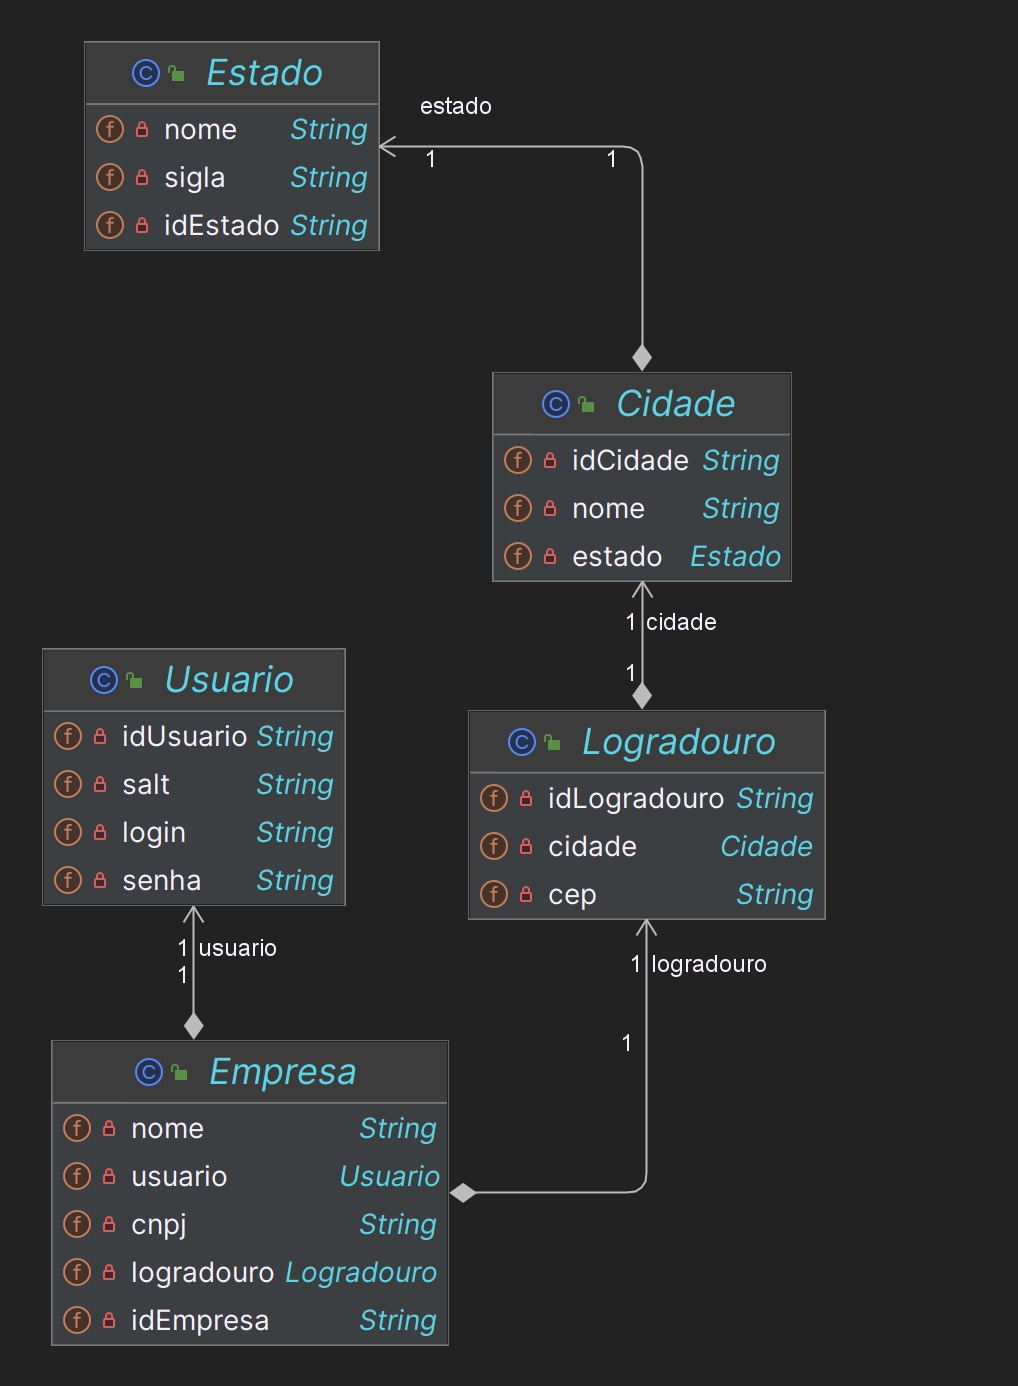 Estado
nome String
sigla String
idEstado String
estado
1 1
Cidade
idCidade String
nome String
estado Estado
1 cidade
1
Usuario
idUsuario String
salt String
login String
senha String
1 usuario
1
Logradouro
idLogradouro String
cidade Cidade
cep String
1 logradouro
1
Empresa
nome String
usuario Usuario
cnpj String
logradouro Logradouro
idEmpresa String